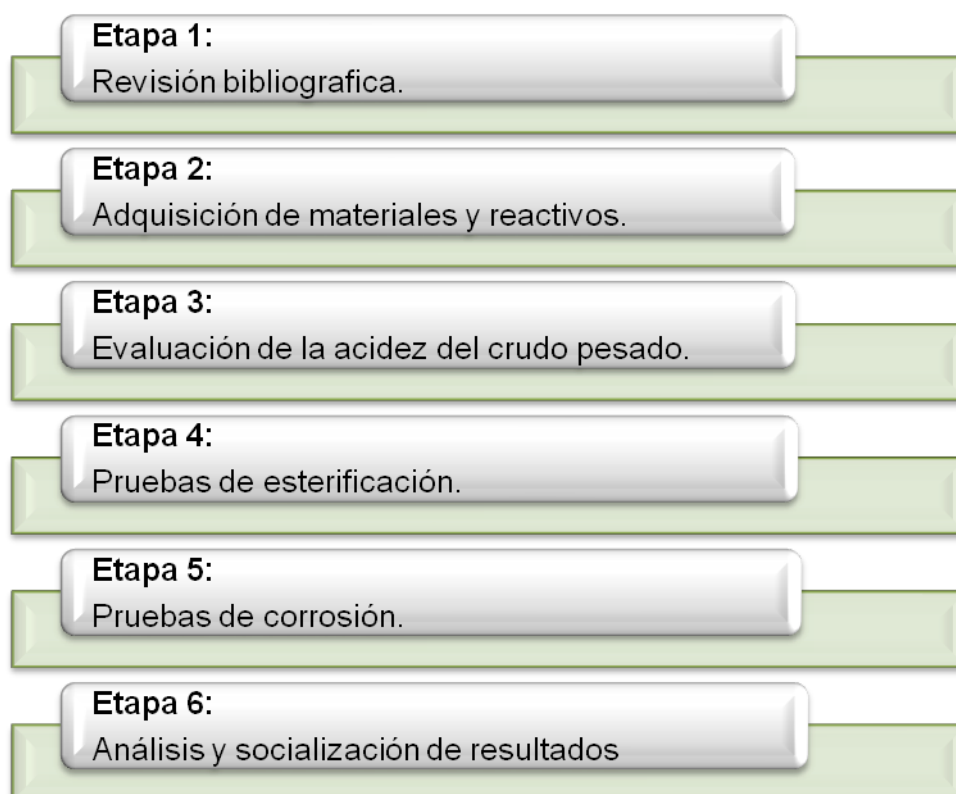 Etapa 1:
Revisión bibliografica.
Etapa 2:
Adquisición de materiales y reactivos.
Etapa 3:
Evaluación de la acidez del crudo pesado.
Etapa 4:
Pruebas de esterificación.
Etapa 5:
Pruebas de corrosión.
Etapa 6:
Análisis y socialización de resultados